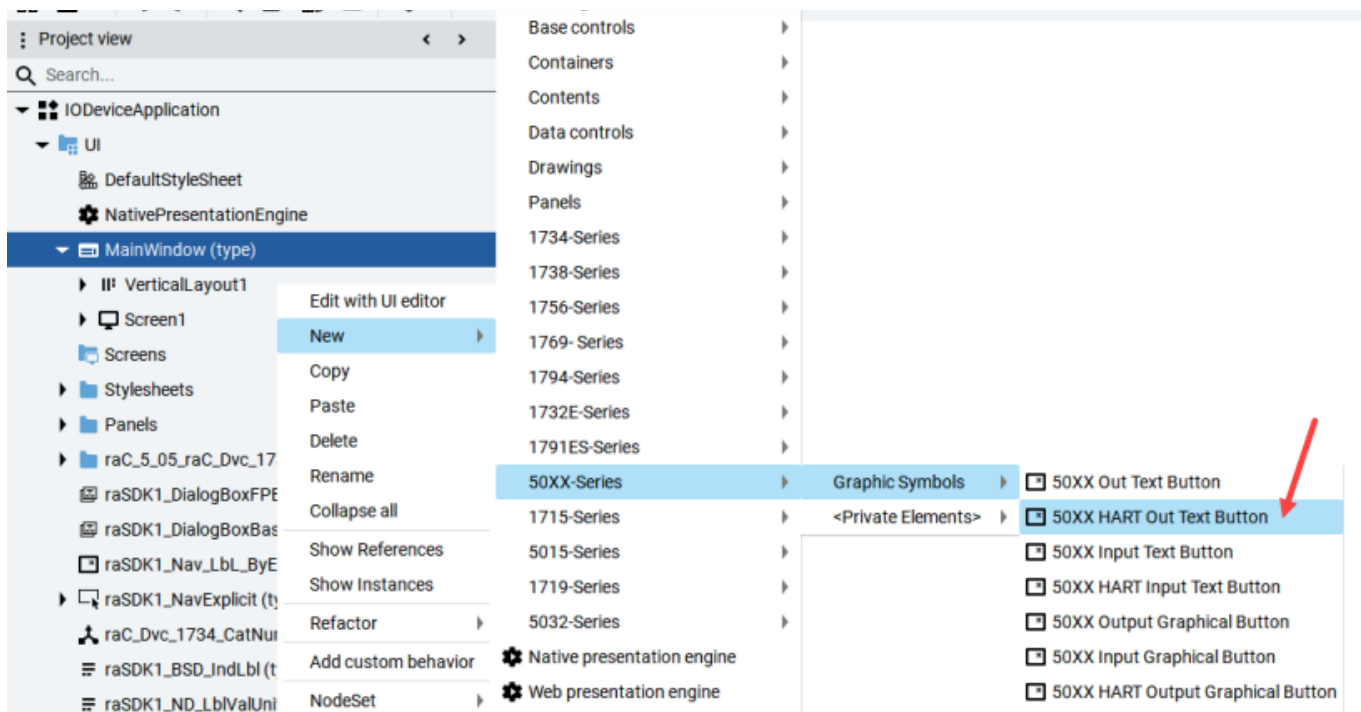 Project view
Search...
IODeviceApplication
UI
DefaultStyleSheet
NativePresentationEngine
MainWindow (type)
VerticalLayout1
Screen1
Screens
Stylesheets
Panels
raC_5_05_raC_Dvc_17
raSDK1_DialogBoxFPE
raSDK1_DialogBoxBas
raSDK1_Nav_LbL_ByE
raSDK1_NavExplicit (ty
raC_Dvc_1734_CatNur
raSDK1_BSD_IndLbl (t
raSDK1_ND_LblValUni
Edit with UI editor
New
Copy
Paste
Delete
Rename
Collapse all
Show References
Show Instances
Refactor
Add custom behavior
NodeSet
Base controls
Containers
Contents
Data controls
Drawings
Panels
1734-Series
1738-Series
1756-Series
1769- Series
1794-Series
1732E-Series
1791ES-Series
50XX-Series
1715-Series
5015-Series
1719-Series
5032-Series
Native presentation engine
Web presentation engine
Graphic Symbols
<Private Elements>
50XX Out Text Button
50XX HART Out Text Button
50XX Input Text Button
50XX HART Input Text Button
50XX Output Graphical Button
50XX Input Graphical Button
50XX HART Output Graphical Button